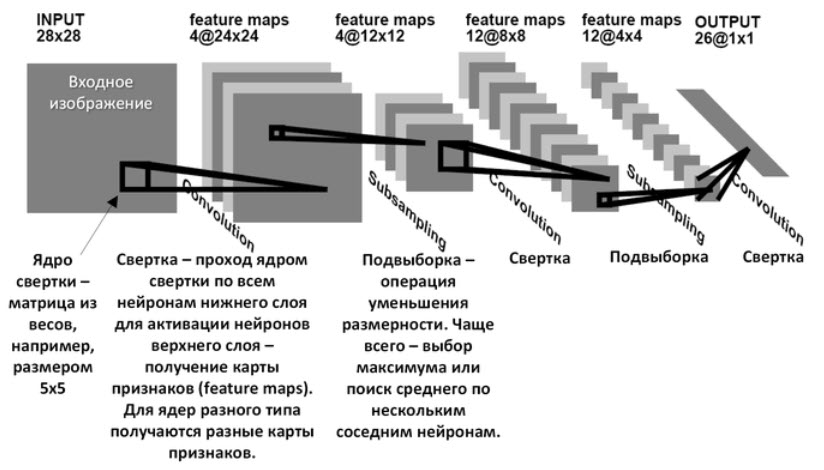 INPUT
28x28
feature maps
4@24x24
feature maps
4@12x12
feature maps
12@8x8
feature maps
12@4x4
OUTPUT
26@1x1
Входное
изображение
Convolution
Subsampling
Convolution
Subsampling
Convolution
Ядро
свертки –
матрица из
весов,
например,
размером
5x5
Свертка – проход ядром
свертки по всем
нейронам нижнего слоя
для активации нейронов
верхнего слоя –
получение карты
признаков (feature maps).
Для ядер разного типа
получаются разные карты
признаков.
Подвыборка –
операция
уменьшения
размерности. Чаще
всего – выбор
максимума или
поиск среднего по
нескольким
соседним нейронам.
Свертка
Подвыборка
Свертка